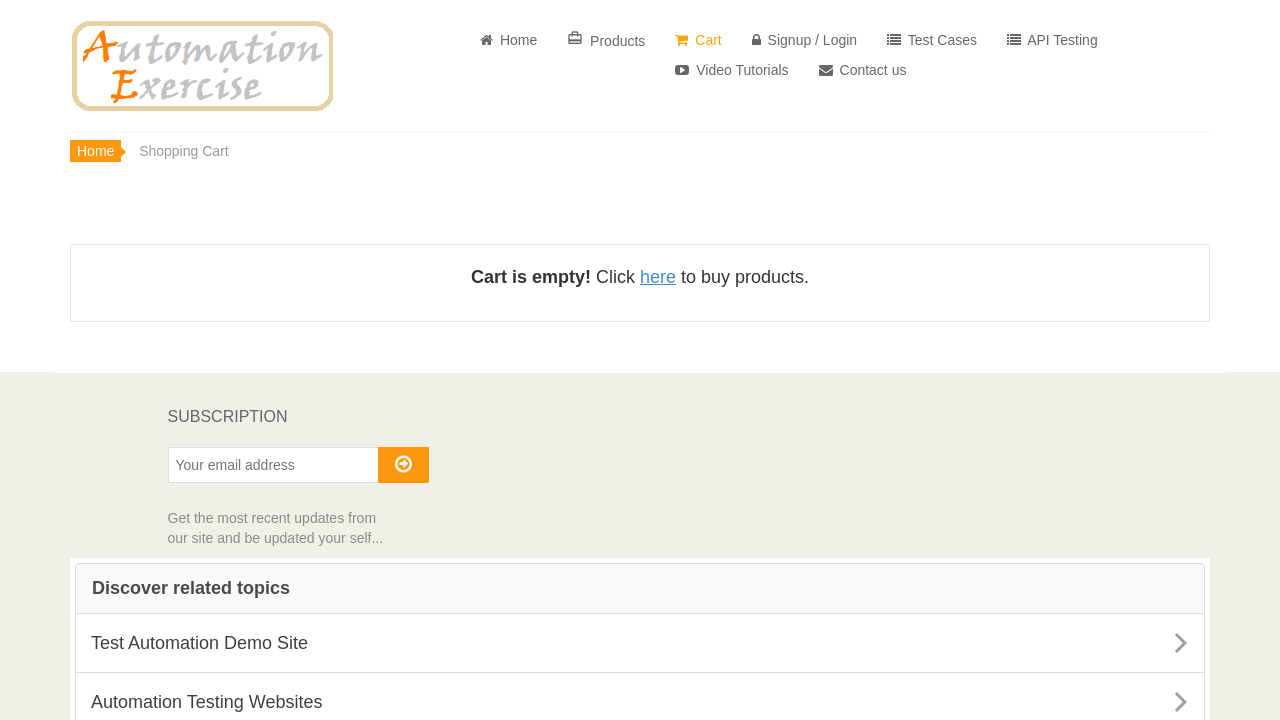 Automation
Exercise
Home
Products
Cart
Signup / Login
Test Cases
API Testing
Video Tutorials
Contact us
Home
Shopping Cart
Cart is empty! Click here to buy products.
SUBSCRIPTION
Your email address
Get the most recent updates from
our site and be updated your self...
Discover related topics
Test Automation Demo Site
Automation Testing Websites